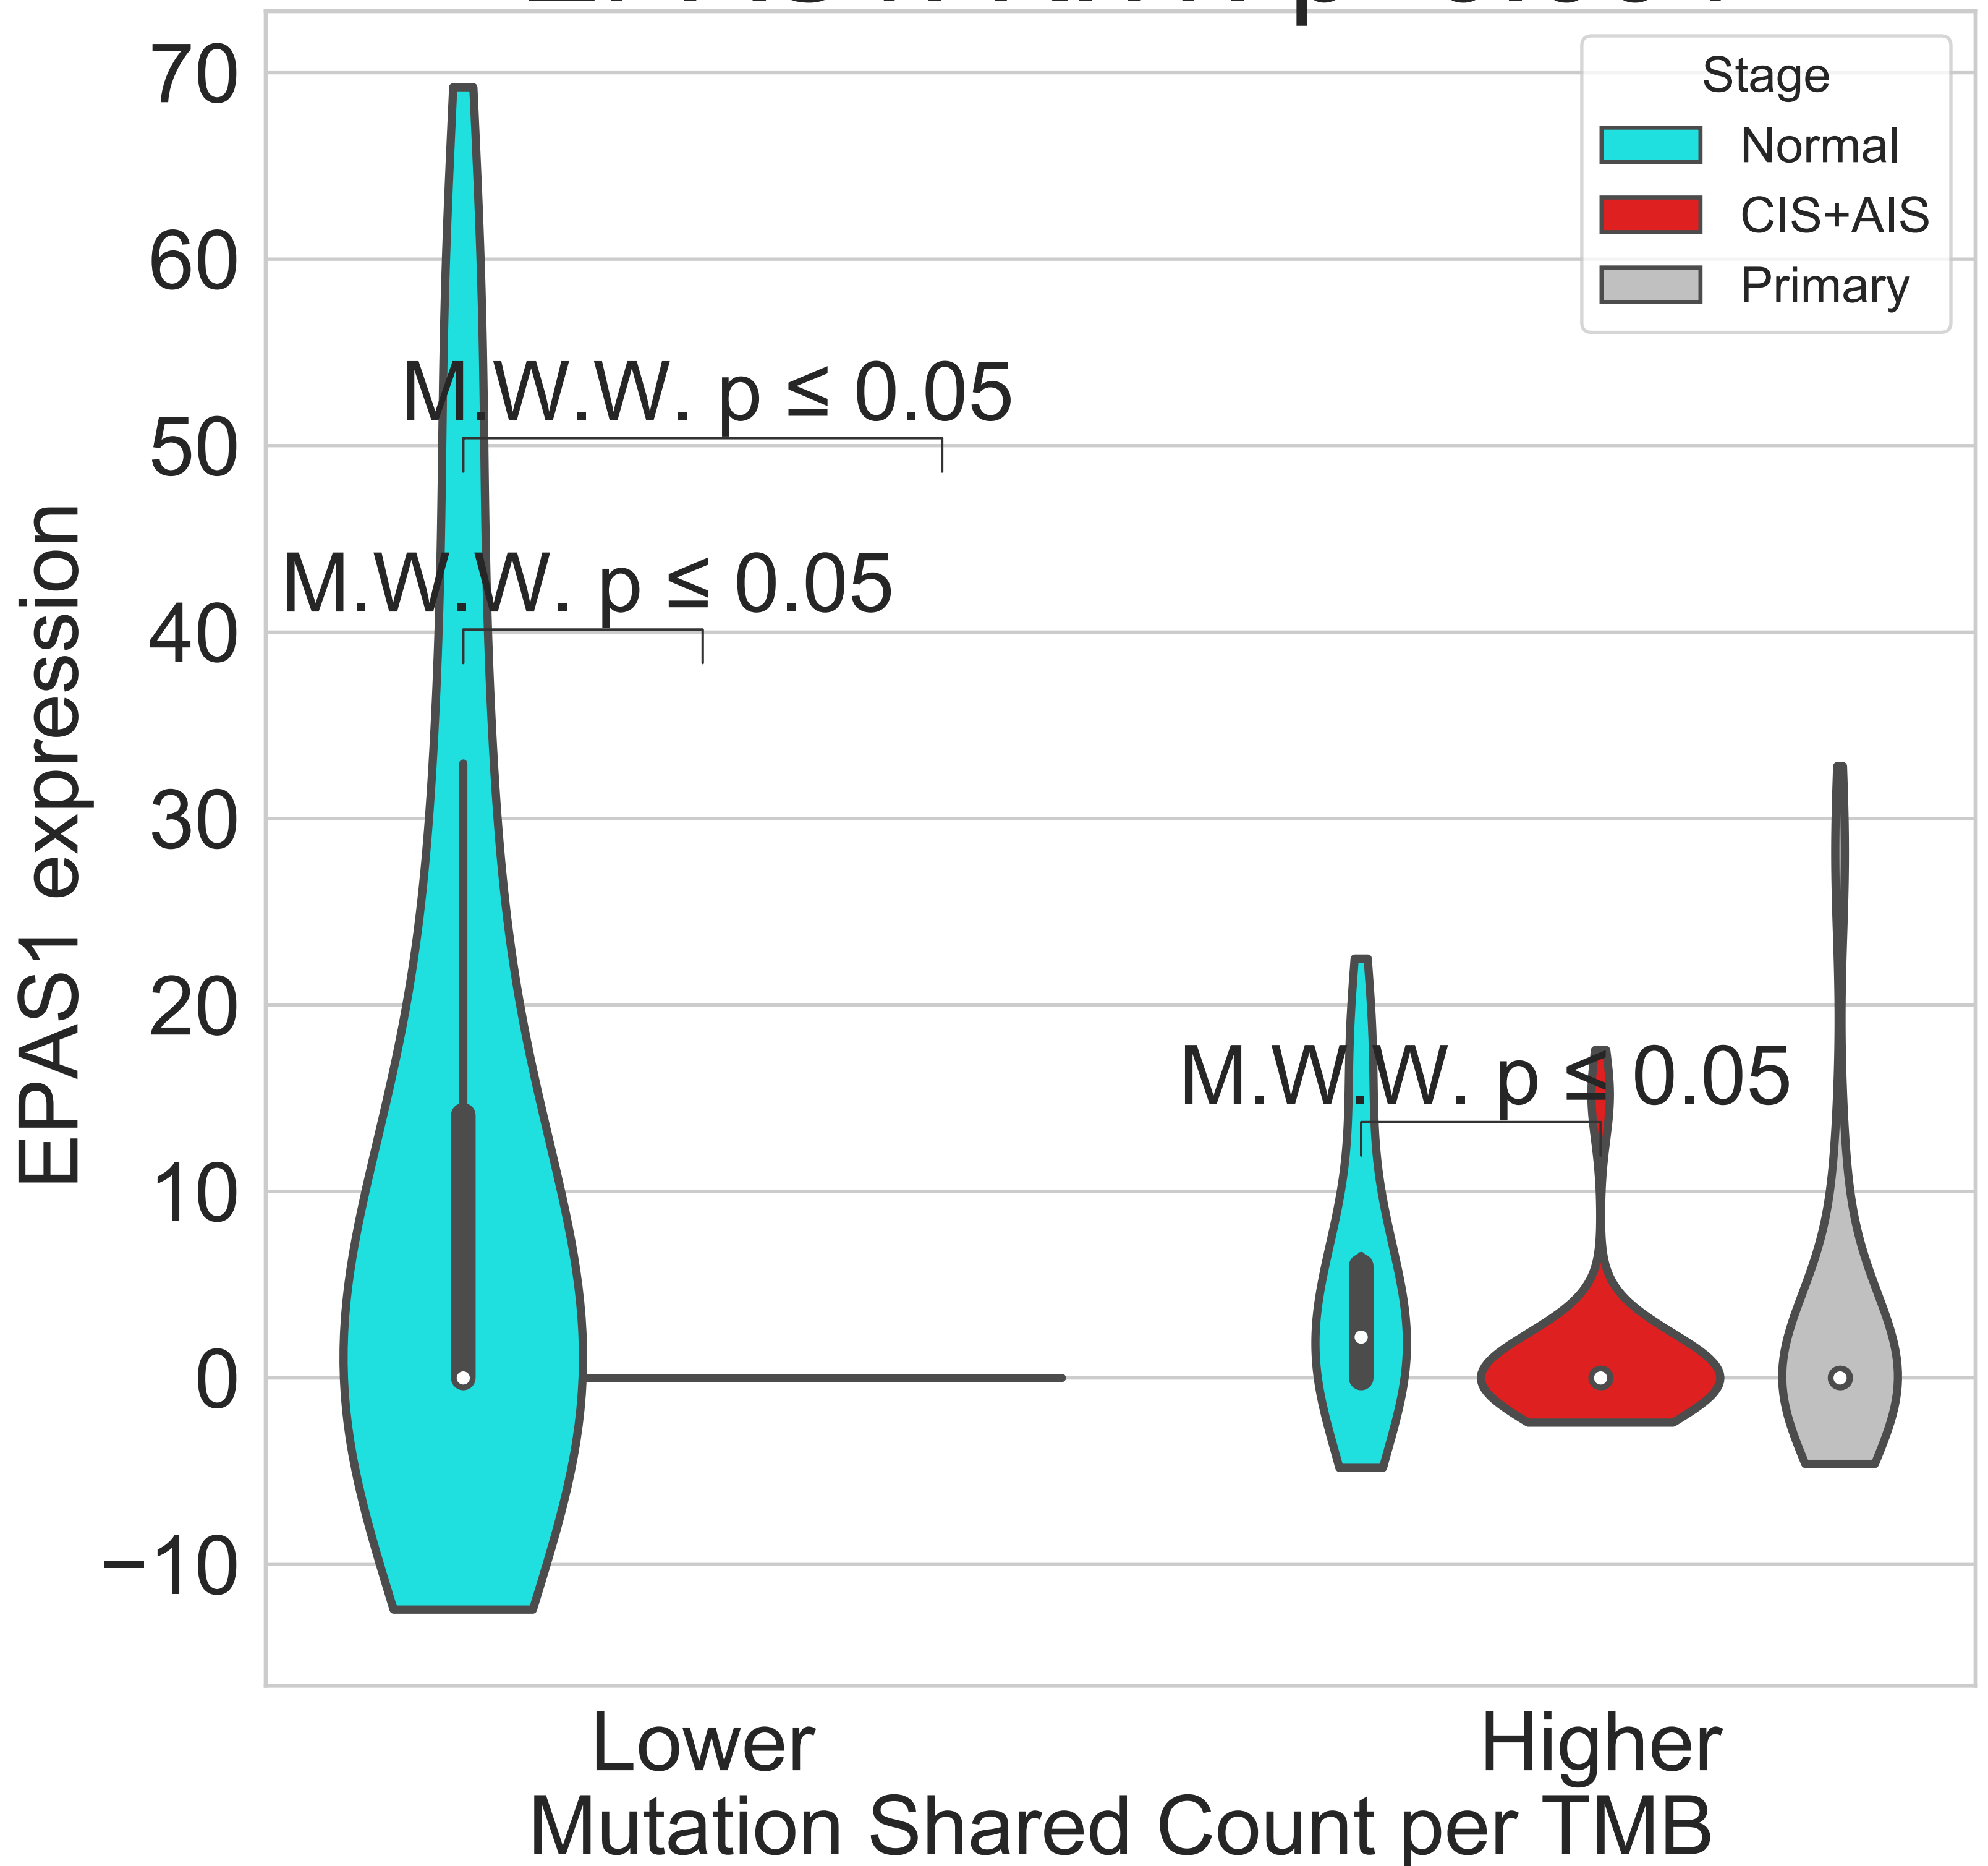 70
60
50
40
30
20
10
0
−10
EPAS1 expression
Stage
Normal
CIS+AIS
Primary
M.W.W. p ≤ 0.05
M.W.W. p ≤ 0.05
M.W.W. p ≤ 0.05
Lower
Higher
Mutation Shared Count per TMB